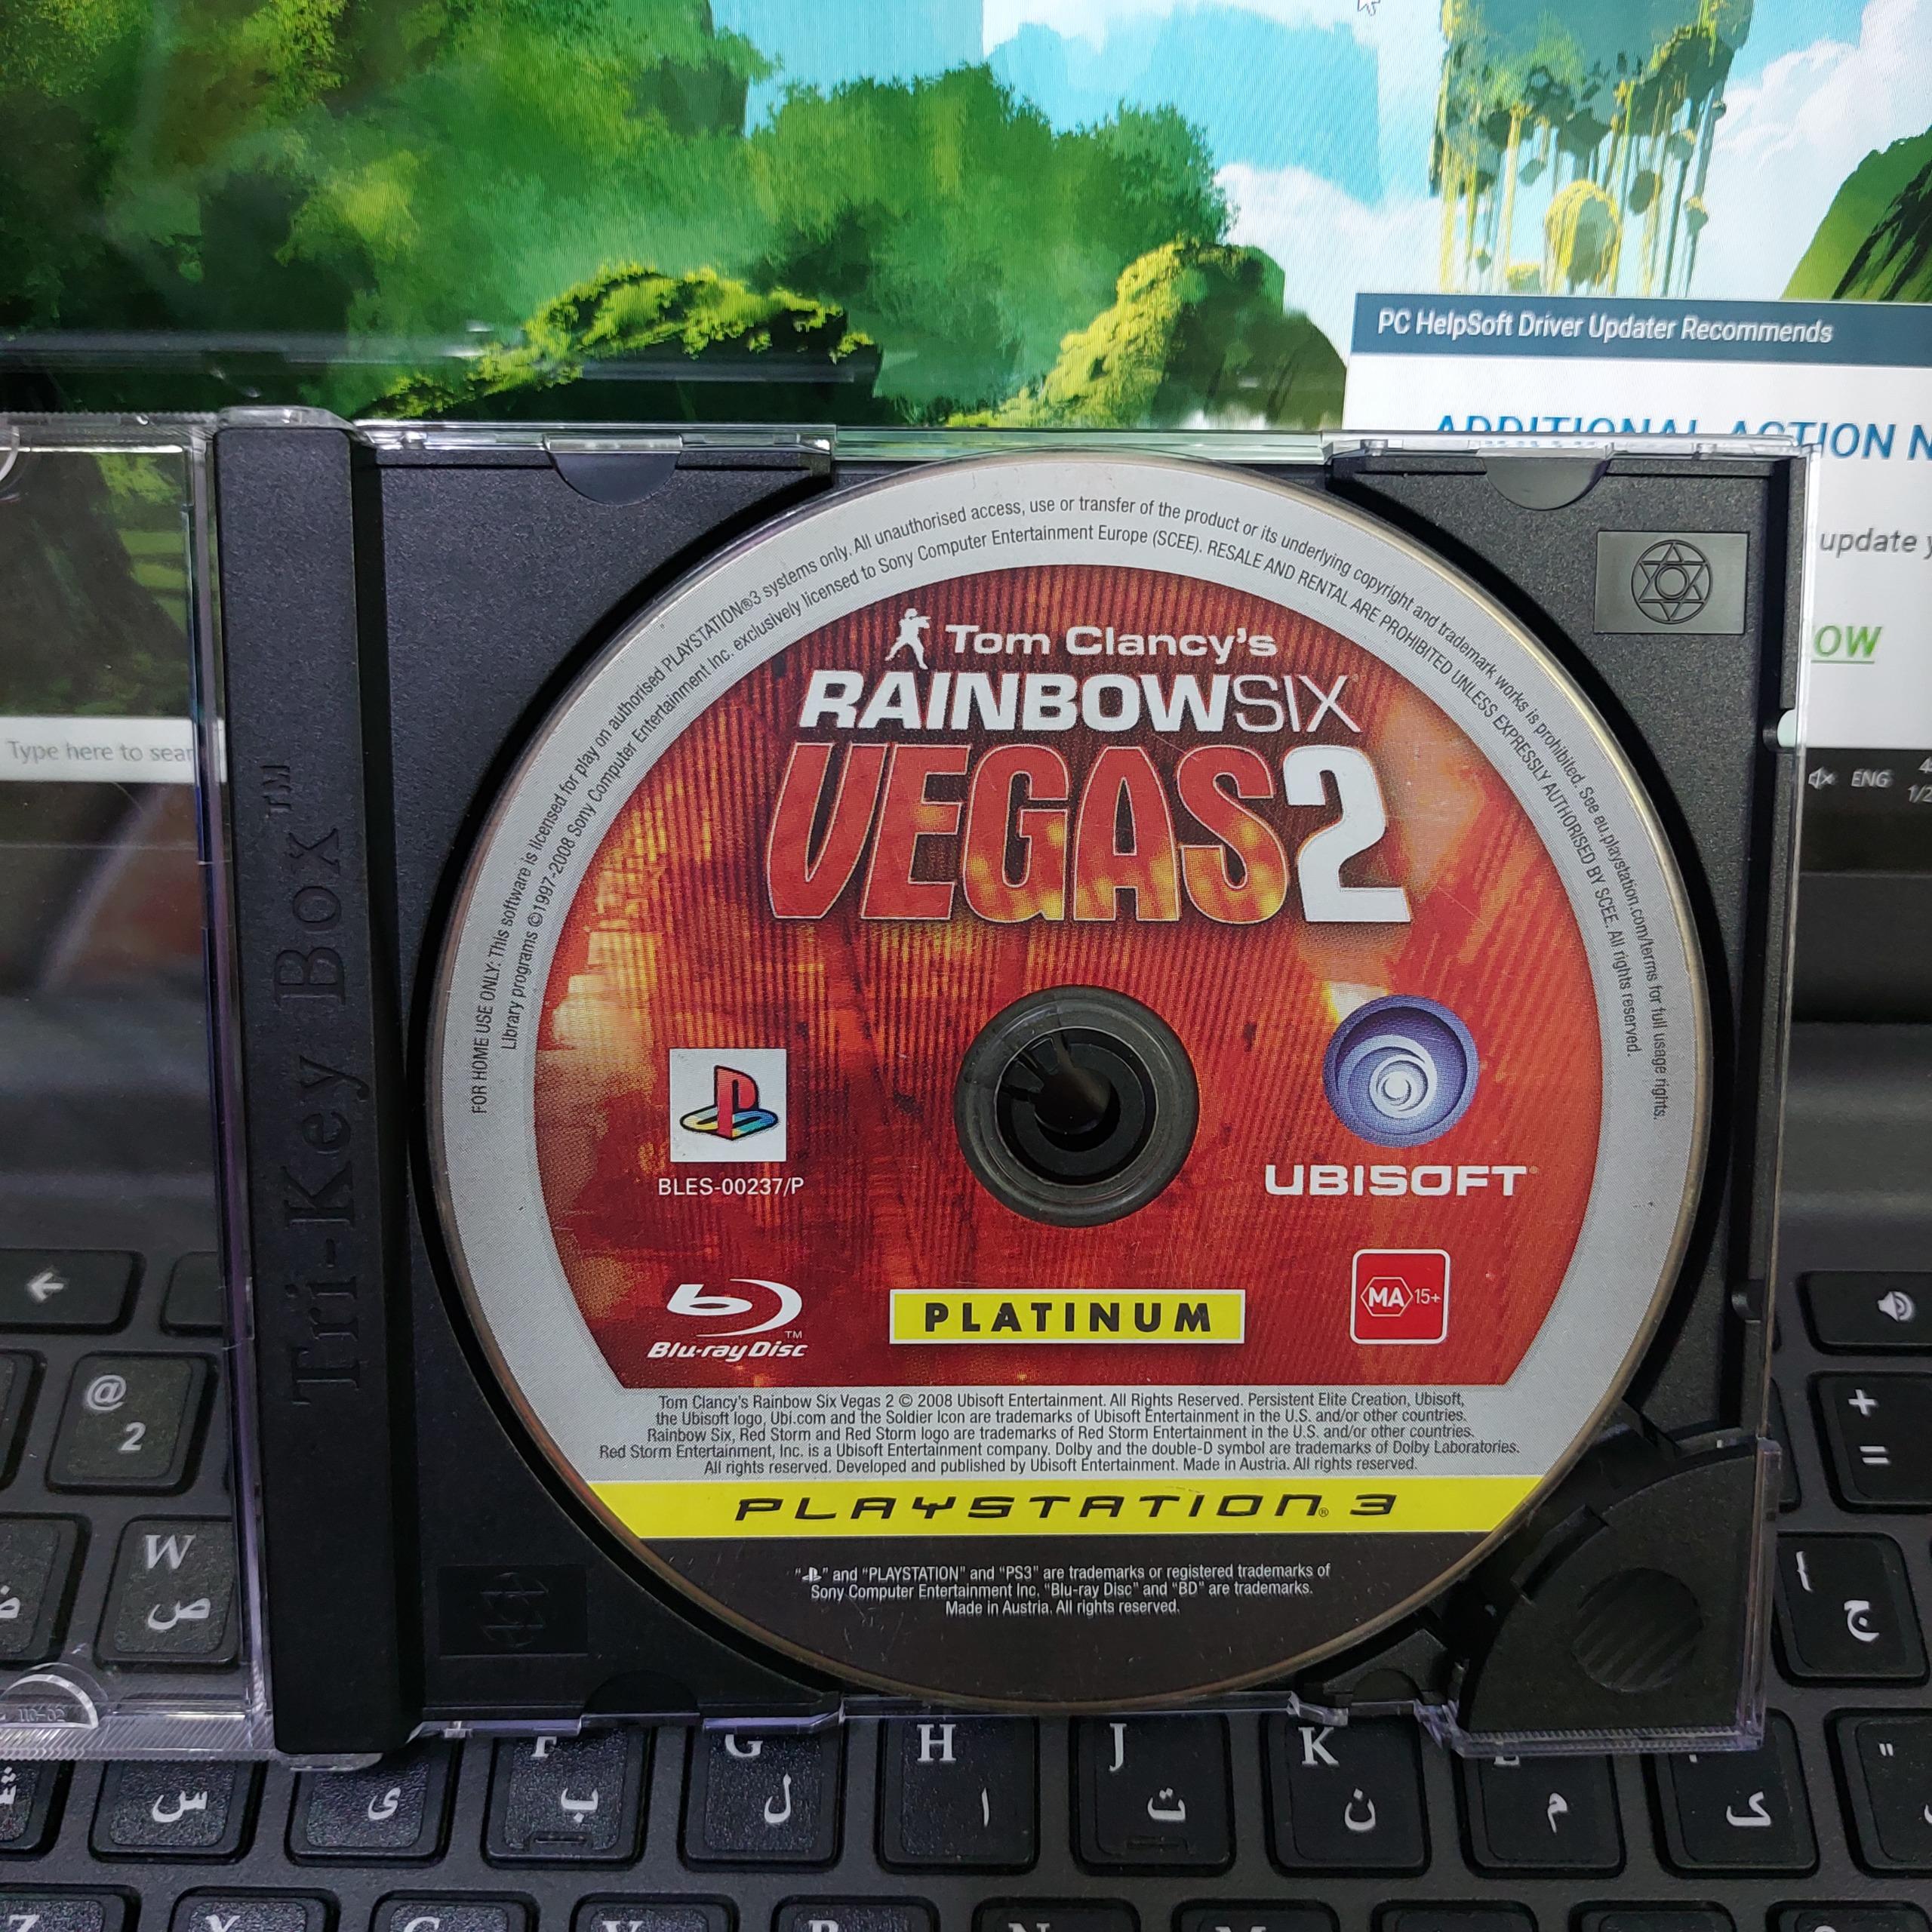 PC HelpSoft Driver Updater Recommends
ADDITIONAL ACTION N
update
OW
Type here to sear
ENG
Tri-Key Box™
FOR HOME USE ONLY: This software is licensed for play on authorised PLAYSTATION®3 systems only. All unauthorised access, use or transfer of the product or its underlying copyright and trademark works is prohibited. See eu.playstation.com/terms for full usage rights.
Library programs ©1997-2008 Sony Computer Entertainment Inc. exclusively licensed to Sony Computer Entertainment Europe (SCEE). RESALE AND RENTAL ARE PROHIBITED UNLESS EXPRESSLY AUTHORISED BY SCEE. All rights reserved.
Tom Clancy's
RAINBOWSIX
VEGAS2
BLES-00237/P
UBISOFT®
Blu-ray Disc™
PLATINUM
MA 15+
Tom Clancy's Rainbow Six Vegas 2 © 2008 Ubisoft Entertainment. All Rights Reserved. Persistent Elite Creation, Ubisoft,
the Ubisoft logo, Ubi.com and the Soldier Icon are trademarks of Ubisoft Entertainment in the U.S. and/or other countries.
Rainbow Six, Red Storm and Red Storm logo are trademarks of Red Storm Entertainment in the U.S. and/or other countries.
Red Storm Entertainment, Inc. is a Ubisoft Entertainment company. Dolby and the double-D symbol are trademarks of Dolby Laboratories.
All rights reserved. Developed and published by Ubisoft Entertainment. Made in Austria. All rights reserved.
PLAYSTATION® 3
" " and "PLAYSTATION" and "PS3" are trademarks or registered trademarks of
Sony Computer Entertainment Inc. "Blu-ray Disc" and "BD" are trademarks.
Made in Austria. All rights reserved.
@
2
+
=
W
ص
ج
F
G
H
J
K
س
ی
ب
ل
ا
ت
ن
م
ک
"